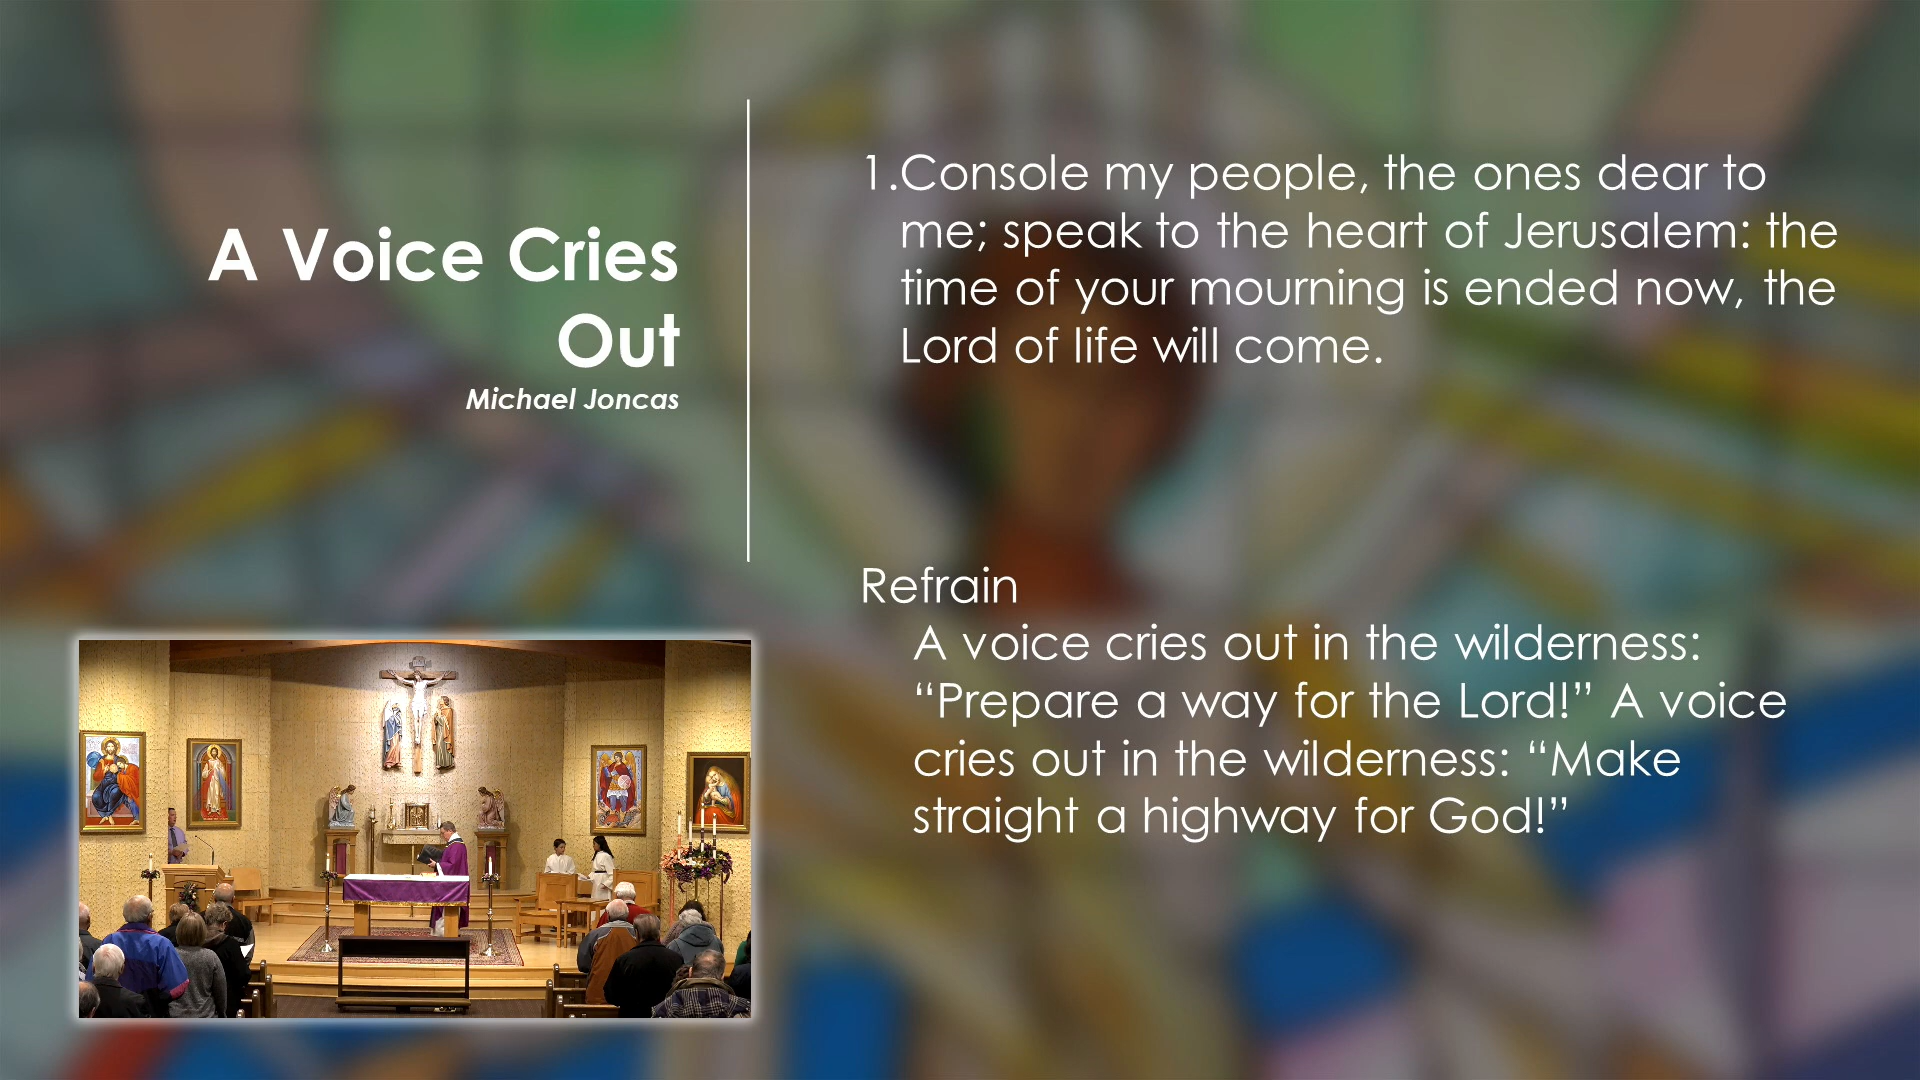 A Voice Cries
Out
Michael Joncas
1.Console my people, the ones dear to
me; speak to the heart of Jerusalem: the
time of your mourning is ended now, the
Lord of life will come.
Refrain
A voice cries out in the wilderness:
“Prepare a way for the Lord!” A voice
cries out in the wilderness: “Make
straight a highway for God!”